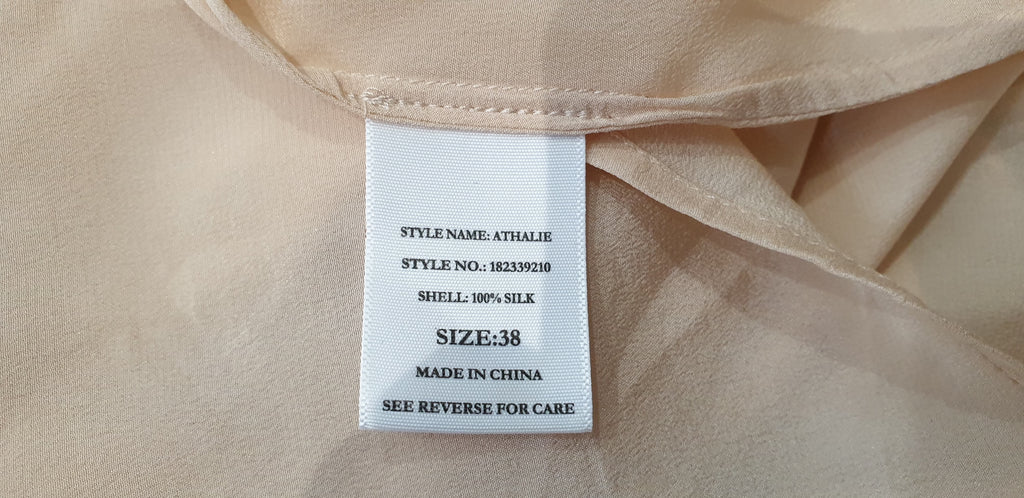 STYLE NAME: ATHALIE
STYLE NO.: 182339210
SHELL: 100% SILK
SIZE:38
MADE IN CHINA
SEE REVERSE FOR CARE